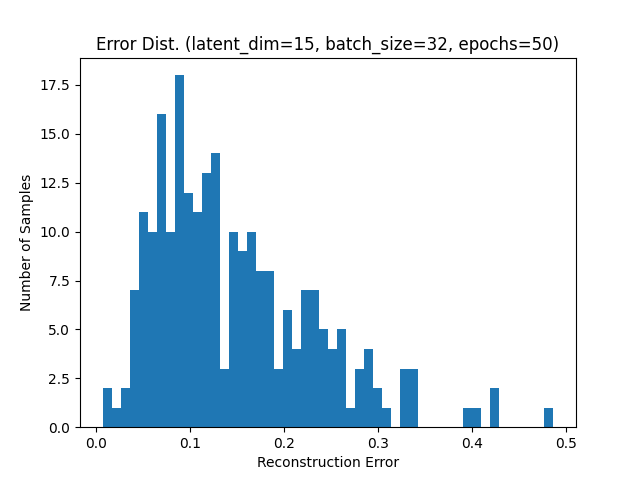 Error Dist. (latent_dim=15, batch_size=32, epochs=50)
17.5
15.0
12.5
10.0
7.5
5.0
2.5
0.0
Number of Samples
0.0 0.1 0.2 0.3 0.4 0.5
Reconstruction Error